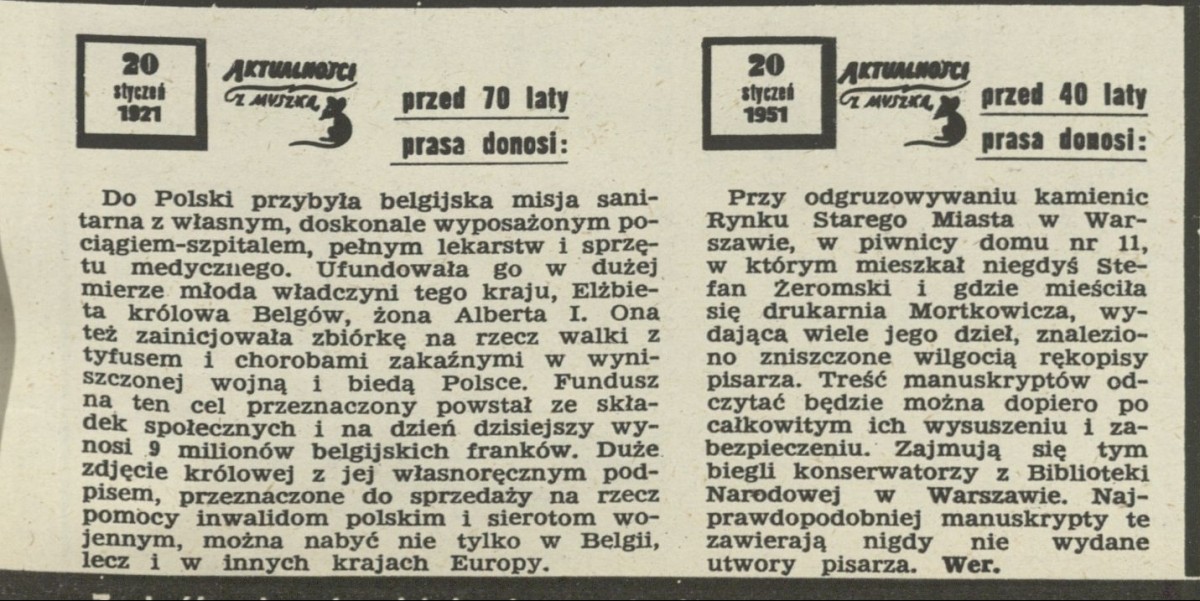 20
styczeń
1921
AKTUALNOŚCI
Z MYSZKĄ
przed 70 laty
prasa donosi:
Do Polski przybyła belgijska misja sani-
tarna z własnym, doskonale wyposażonym po-
ciągiem-szpitalem, pełnym lekarstw i sprzę-
tu medycznego. Ufundowała go w dużej
mierze młoda władczyni tego kraju, Elżbie-
ta królowa Belgów, żona Alberta I. Ona
też zainicjowała zbiórkę na rzecz walki z
tyfusem i chorobami zakaźnymi w wyni-
szczonej wojną i biedą Polsce. Fundusz
na ten cel przeznaczony powstał ze skła-
dek społecznych i na dzień dzisiejszy wy-
nosi 9 milionów belgijskich franków. Duże
zdjęcie królowej z jej własnoręcznym pod-
pisem, przeznaczone do sprzedaży na rzecz
pomocy inwalidom polskim i sierotom wo-
jennym, można nabyć nie tylko w Belgii,
lecz i w innych krajach Europy.
20
styczeń
1951
AKTUALNOŚCI
Z MYSZKĄ
przed 40 laty
prasa donosi:
Przy odgruzowywaniu kamienic
Rynku Starego Miasta w War-
szawie, w piwnicy domu nr 11,
w którym mieszkał niegdyś Ste-
fan Żeromski i gdzie mieściła
się drukarnia Mortkowicza, wy-
dająca wiele jego dzieł, znalezio-
no zniszczone wilgocią rękopisy
pisarza. Treść manuskryptów od-
czytać będzie można dopiero po
całkowitym ich wysuszeniu i za-
bezpieczeniu. Zajmują się tym
biegli konserwatorzy z Biblioteki
Narodowej w Warszawie. Naj-
prawdopodobniej manuskrypty te
zawierają nigdy nie wydane
utwory pisarza. Wer.